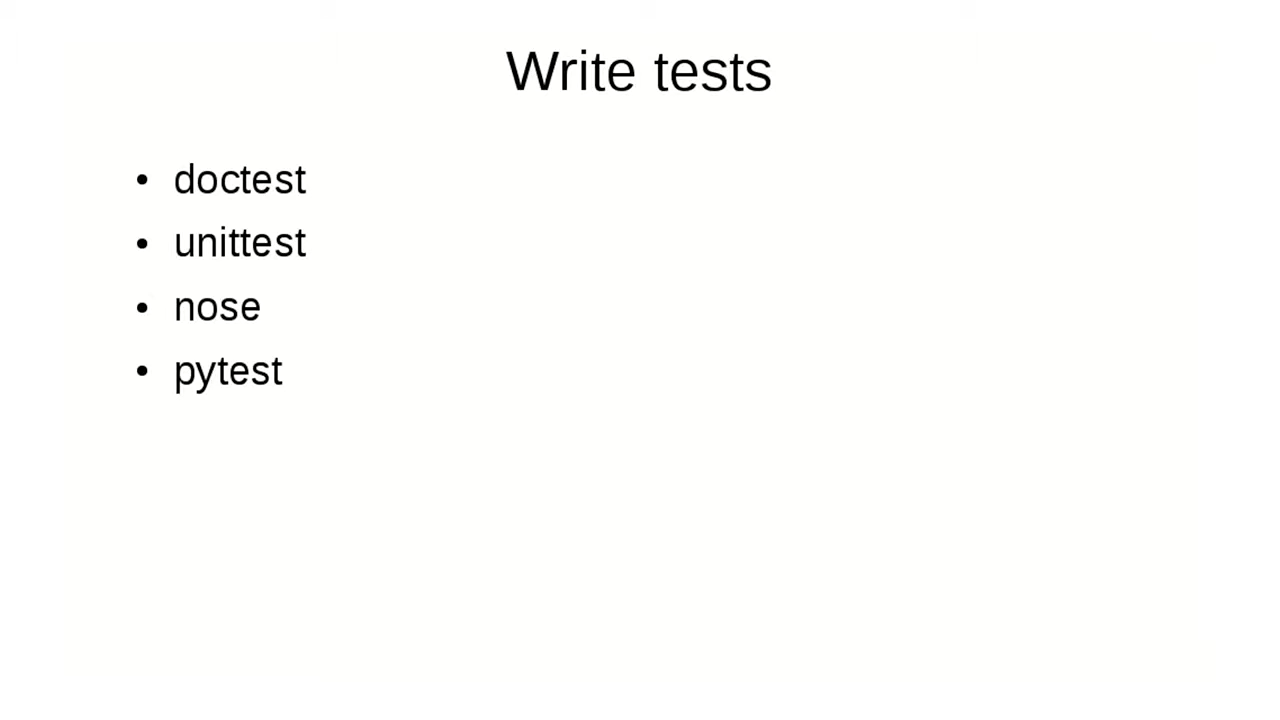 Write tests
• doctest
• unittest
• nose
• pytest